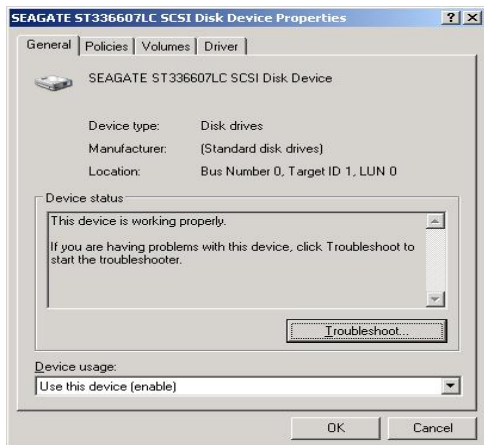 SEAGATE ST336607LC SCSI Disk Device Properties
General Policies Volumes Driver
SEAGATE ST336607LC SCSI Disk Device
Device type: Disk drives
Manufacturer: (Standard disk drives)
Location: Bus Number 0, Target ID 1, LUN 0
Device status
This device is working properly.
If you are having problems with this device, click Troubleshoot to
start the troubleshooter.
Troubleshoot...
Device usage:
Use this device (enable)
OK Cancel